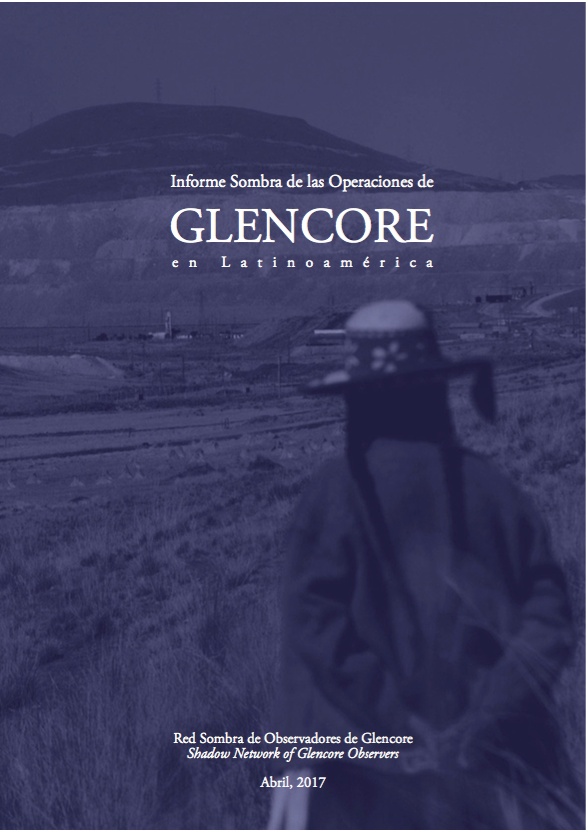 Informe Sombra de las Operaciones de
GLENCORE
en Latinoamérica
Red Sombra de Observadores de Glencore
Shadow Network of Glencore Observers
Abril, 2017